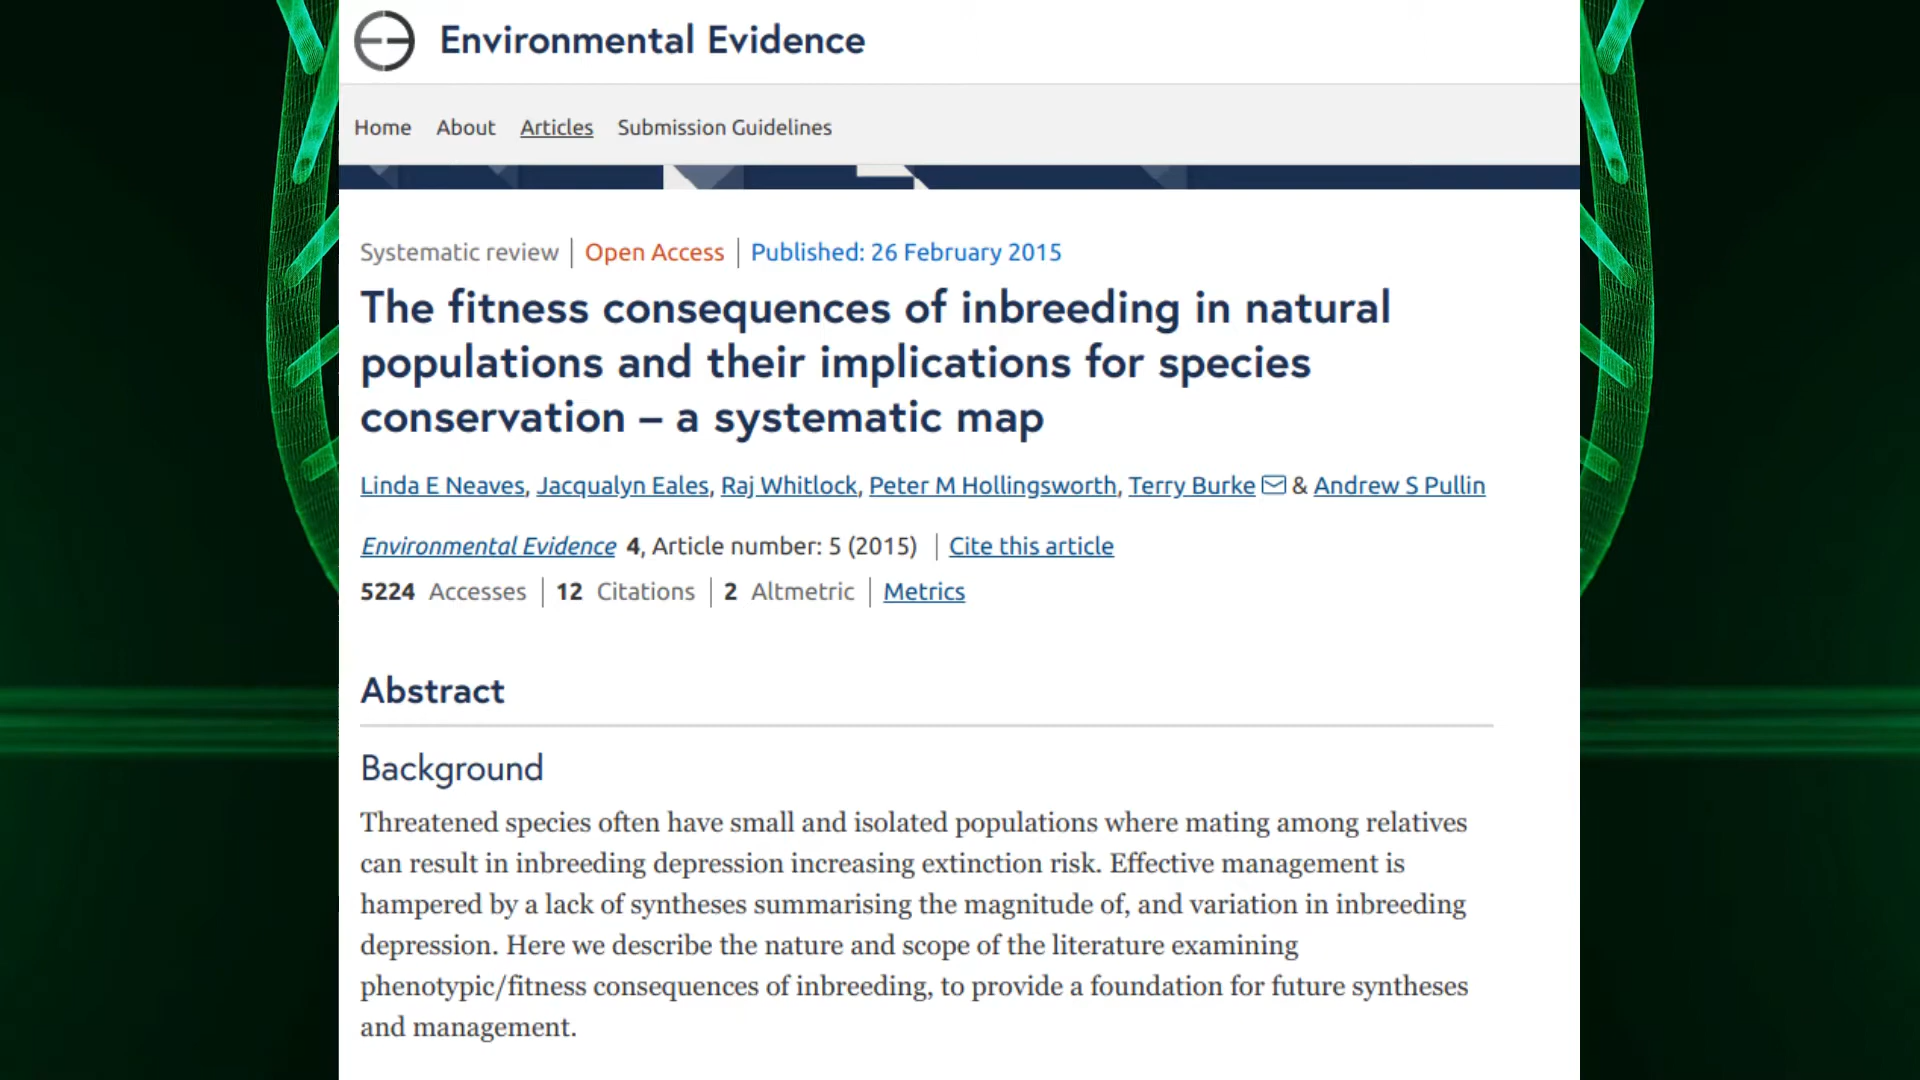 Environmental Evidence
Home About Articles Submission Guidelines
Systematic review | Open Access | Published: 26 February 2015
The fitness consequences of inbreeding in natural
populations and their implications for species
conservation – a systematic map
Linda E Neaves, Jacqualyn Eales, Raj Whitlock, Peter M Hollingsworth, Terry Burke & Andrew S Pullin
Environmental Evidence 4, Article number: 5 (2015) | Cite this article
5224 Accesses | 12 Citations | 2 Altmetric | Metrics
Abstract
Background
Threatened species often have small and isolated populations where mating among relatives
can result in inbreeding depression increasing extinction risk. Effective management is
hampered by a lack of syntheses summarising the magnitude of, and variation in inbreeding
depression. Here we describe the nature and scope of the literature examining
phenotypic/fitness consequences of inbreeding, to provide a foundation for future syntheses
and management.